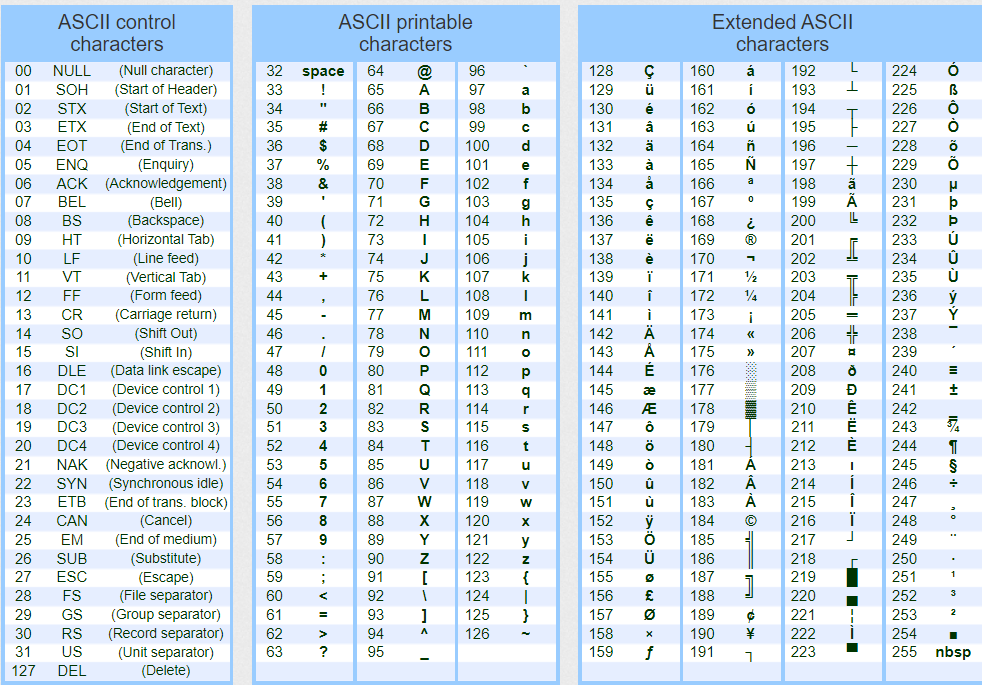 ASCII control
characters
00 NULL (Null character)
01 SOH (Start of Header)
02 STX (Start of Text)
03 ETX (End of Text)
04 EOT (End of Trans.)
05 ENQ (Enquiry)
06 ACK (Acknowledgement)
07 BEL (Bell)
08 BS (Backspace)
09 HT (Horizontal Tab)
10 LF (Line feed)
11 VT (Vertical Tab)
12 FF (Form feed)
13 CR (Carriage return)
14 SO (Shift Out)
15 SI (Shift In)
16 DLE (Data link escape)
17 DC1 (Device control 1)
18 DC2 (Device control 2)
19 DC3 (Device control 3)
20 DC4 (Device control 4)
21 NAK (Negative acknowl.)
22 SYN (Synchronous idle)
23 ETB (End of trans. block)
24 CAN (Cancel)
25 EM (End of medium)
26 SUB (Substitute)
27 ESC (Escape)
28 FS (File separator)
29 GS (Group separator)
30 RS (Record separator)
31 US (Unit separator)
127 DEL (Delete)
ASCII printable
characters
32 space 64 @ 96 `
33 ! 65 A 97 a
34 " 66 B 98 b
35 # 67 C 99 c
36 $ 68 D 100 d
37 % 69 E 101 e
38 & 70 F 102 f
39 ' 71 G 103 g
40 ( 72 H 104 h
41 ) 73 I 105 i
42 * 74 J 106 j
43 + 75 K 107 k
44 , 76 L 108 l
45 - 77 M 109 m
46 . 78 N 110 n
47 / 79 O 111 o
48 0 80 P 112 p
49 1 81 Q 113 q
50 2 82 R 114 r
51 3 83 S 115 s
52 4 84 T 116 t
53 5 85 U 117 u
54 6 86 V 118 v
55 7 87 W 119 w
56 8 88 X 120 x
57 9 89 Y 121 y
58 : 90 Z 122 z
59 ; 91 [ 123 {
60 < 92 \ 124 |
61 = 93 ] 125 }
62 > 94 ^ 126 ~
63 ? 95 _
Extended ASCII
characters
128 Ç 160 á 192 └ 224 Ó
129 ü 161 í 193 ┴ 225 ß
130 é 162 ó 194 ┬ 226 Ô
131 â 163 ú 195 ├ 227 Ò
132 ä 164 ñ 196 ─ 228 õ
133 à 165 Ñ 197 ┼ 229 Õ
134 å 166 ª 198 ã 230 µ
135 ç 167 º 199 Ã 231 þ
136 ê 168 ¿ 200 ╚ 232 Þ
137 ë 169 ® 201 ╔ 233 Ú
138 è 170 ¬ 202 ╩ 234 Û
139 ï 171 ½ 203 ╦ 235 Ù
140 î 172 ¼ 204 ╠ 236 ý
141 ì 173 ¡ 205 ═ 237 Ý
142 Ä 174 « 206 ╬ 238 ¯
143 Å 175 » 207 ¤ 239 ´
144 É 176 ░ 208 ð 240 ≡
145 æ 177 ▒ 209 Ð 241 ±
146 Æ 178 ▓ 210 Ê 242 ‗
147 ô 179 │ 211 Ë 243 ¾
148 ö 180 ┤ 212 È 244 ¶
149 ò 181 Á 213 ı 245 §
150 û 182 Â 214 Í 246 ÷
151 ù 183 À 215 Î 247 ¸
152 ÿ 184 © 216 Ï 248 °
153 Ö 185 ╣ 217 ┘ 249 ¨
154 Ü 186 ║ 218 ┌ 250 ·
155 ø 187 ╗ 219 █ 251 ¹
156 £ 188 ╝ 220 ▄ 252 ³
157 Ø 189 ¢ 221 ¦ 253 ²
158 × 190 ¥ 222 Ì 254 ■
159 ƒ 191 ┐ 223 ▀ 255 nbsp